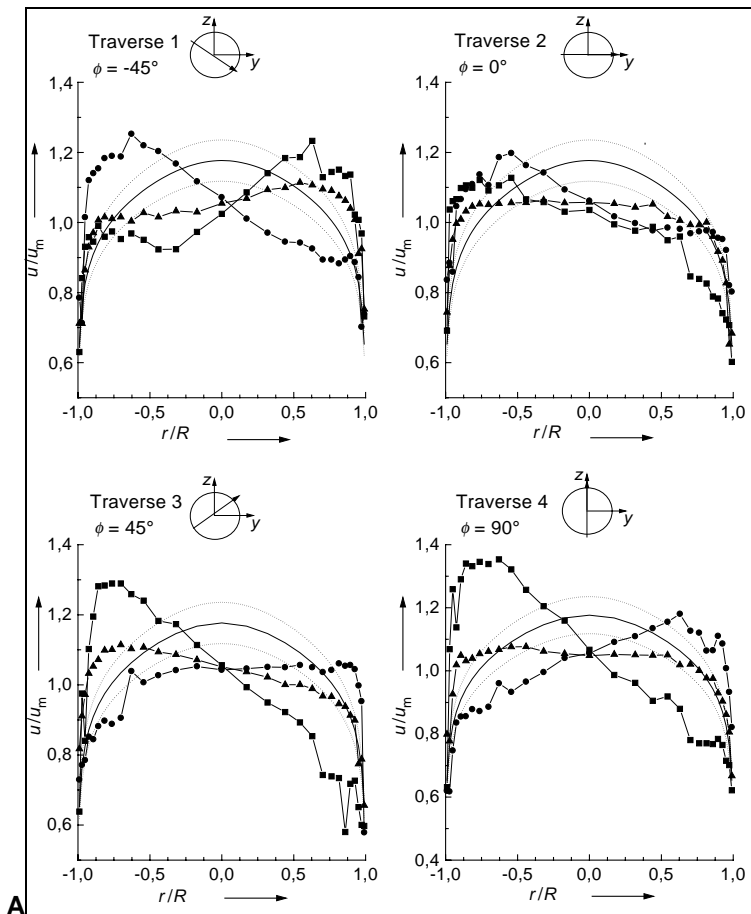 Traverse 1
ϕ = -45°
z
y
1,4
1,2
1,0
0,8
0,6
u/uₘ
-1,0 -0,5 0,0 0,5 1,0
r/R
Traverse 2
ϕ = 0°
z
y
1,4
1,2
1,0
0,8
0,6
u/uₘ
-1,0 -0,5 0,0 0,5 1,0
r/R
Traverse 3
ϕ = 45°
z
y
1,4
1,2
1,0
0,8
0,6
u/uₘ
-1,0 -0,5 0,0 0,5 1,0
r/R
Traverse 4
ϕ = 90°
z
y
1,4
1,2
1,0
0,8
0,6
0,4
u/uₘ
-1,0 -0,5 0,0 0,5 1,0
r/R
A